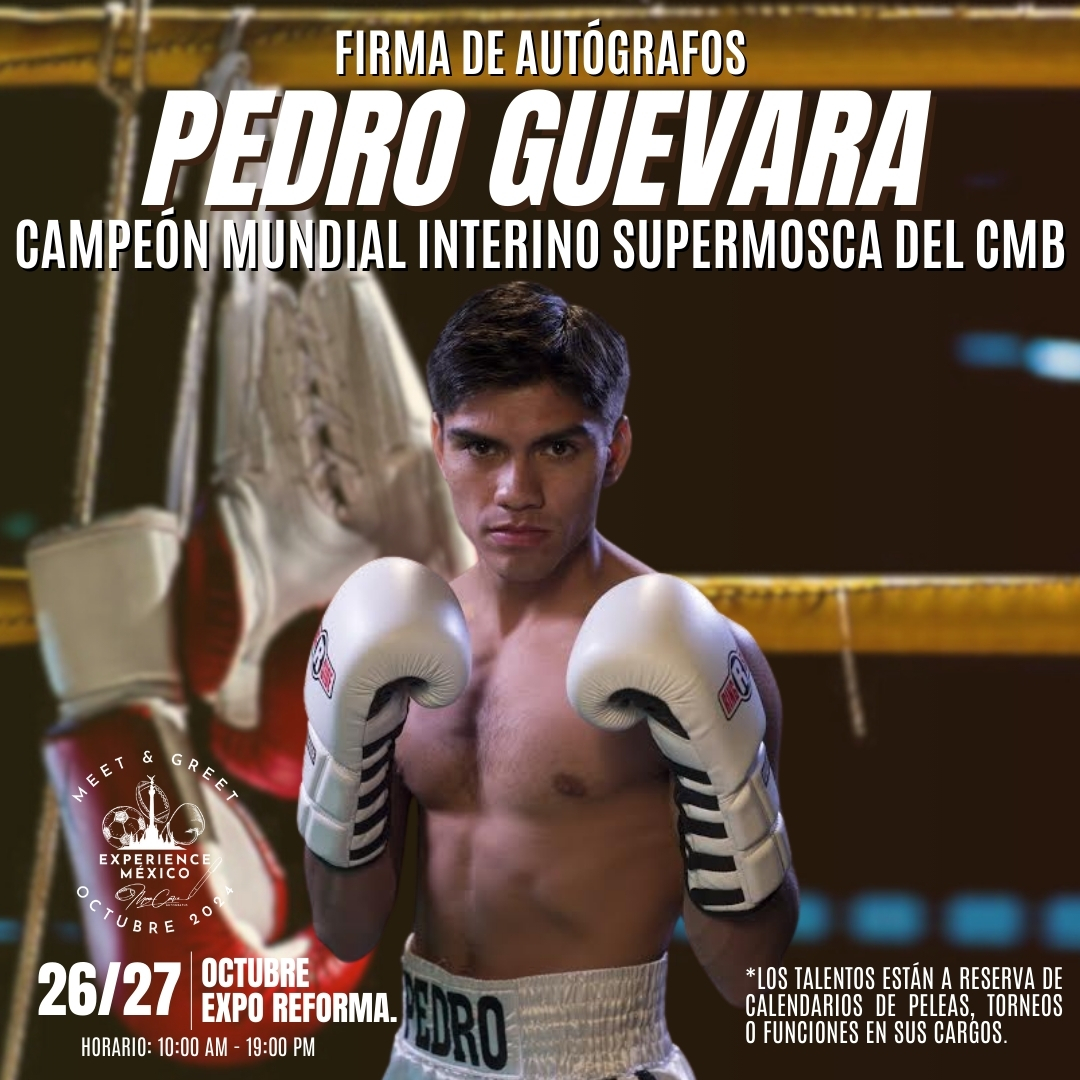 FIRMA DE AUTÓGRAFOS
PEDRO GUEVARA
CAMPEÓN MUNDIAL INTERINO SUPERMOSCA DEL CMB
MEET & GREET
EXPERIENCE
MÉXICO
OCTUBRE 2024
26/27
OCTUBRE
EXPO REFORMA.
HORARIO: 10:00 AM - 19:00 PM
PEDRO
*LOS TALENTOS ESTÁN A RESERVA DE
CALENDARIOS DE PELEAS, TORNEOS
O FUNCIONES EN SUS CARGOS.